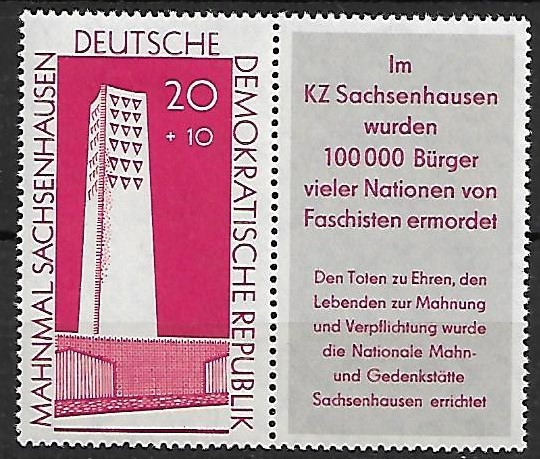 DEUTSCHE
DEMOKRATISCHE REPUBLIK
MAHNMAL SACHSENHAUSEN
20
+ 10
Im
KZ Sachsenhausen
wurden
100 000 Bürger
vieler Nationen von
Faschisten ermordet
Den Toten zu Ehren, den
Lebenden zur Mahnung
und Verpflichtung wurde
die Nationale Mahn-
und Gedenkstätte
Sachsenhausen errichtet